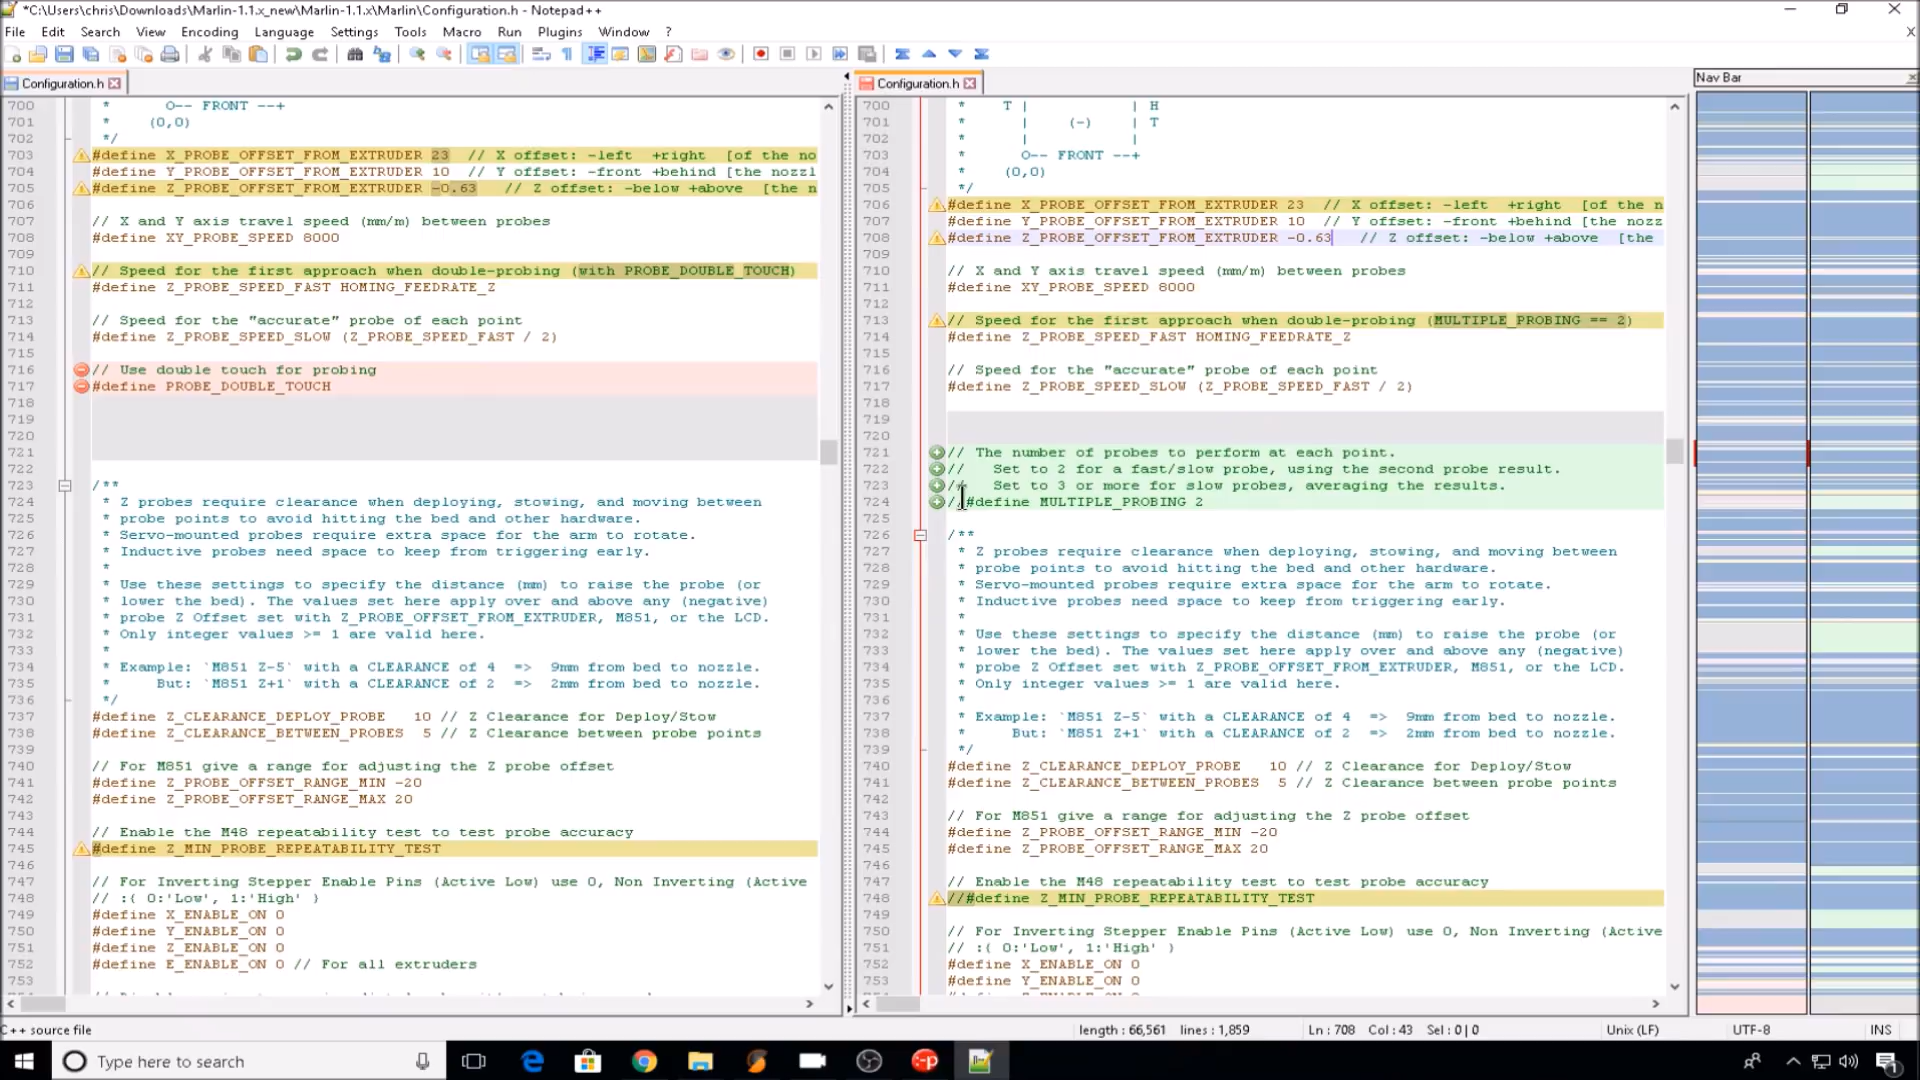 *C:\Users\chris\Downloads\Marlin-1.1.x_new\Marlin-1.1.x\Marlin\Configuration.h - Notepad++
File Edit Search View Encoding Language Settings Tools Macro Run Plugins Window ?
Configuration.h
700 * O-- FRONT --+
701 * (0,0)
702 */
703 #define X_PROBE_OFFSET_FROM_EXTRUDER 23 // X offset: -left +right [of the no
704 #define Y_PROBE_OFFSET_FROM_EXTRUDER 10 // Y offset: -front +behind [the nozzl
705 #define Z_PROBE_OFFSET_FROM_EXTRUDER -0.63 // Z offset: -below +above [the n
706
707 // X and Y axis travel speed (mm/m) between probes
708 #define XY_PROBE_SPEED 8000
709
710 // Speed for the first approach when double-probing (with PROBE_DOUBLE_TOUCH)
711 #define Z_PROBE_SPEED_FAST HOMING_FEEDRATE_Z
712
713 // Speed for the "accurate" probe of each point
714 #define Z_PROBE_SPEED_SLOW (Z_PROBE_SPEED_FAST / 2)
715
716 // Use double touch for probing
717 #define PROBE_DOUBLE_TOUCH
718
719
720
721
722
723 /**
724 * Z probes require clearance when deploying, stowing, and moving between
725 * probe points to avoid hitting the bed and other hardware.
726 * Servo-mounted probes require extra space for the arm to rotate.
727 * Inductive probes need space to keep from triggering early.
728 *
729 * Use these settings to specify the distance (mm) to raise the probe (or
730 * lower the bed). The values set here apply over and above any (negative)
731 * probe Z Offset set with Z_PROBE_OFFSET_FROM_EXTRUDER, M851, or the LCD.
732 * Only integer values >= 1 are valid here.
733 *
734 * Example: `M851 Z-5` with a CLEARANCE of 4 => 9mm from bed to nozzle.
735 * But: `M851 Z+1` with a CLEARANCE of 2 => 2mm from bed to nozzle.
736 */
737 #define Z_CLEARANCE_DEPLOY_PROBE 10 // Z Clearance for Deploy/Stow
738 #define Z_CLEARANCE_BETWEEN_PROBES 5 // Z Clearance between probe points
739
740 // For M851 give a range for adjusting the Z probe offset
741 #define Z_PROBE_OFFSET_RANGE_MIN -20
742 #define Z_PROBE_OFFSET_RANGE_MAX 20
743
744 // Enable the M48 repeatability test to test probe accuracy
745 #define Z_MIN_PROBE_REPEATABILITY_TEST
746
747 // For Inverting Stepper Enable Pins (Active Low) use 0, Non Inverting (Active
748 // :{ 0:'Low', 1:'High' }
749 #define X_ENABLE_ON 0
750 #define Y_ENABLE_ON 0
751 #define Z_ENABLE_ON 0
752 #define E_ENABLE_ON 0 // For all extruders
753
Configuration.h
700 * T | | H
701 * | (-) | T
702 * | |
703 * O-- FRONT --+
704 * (0,0)
705 */
706 #define X_PROBE_OFFSET_FROM_EXTRUDER 23 // X offset: -left +right [of the n
707 #define Y_PROBE_OFFSET_FROM_EXTRUDER 10 // Y offset: -front +behind [the nozz
708 #define Z_PROBE_OFFSET_FROM_EXTRUDER -0.63 // Z offset: -below +above [the
709
710 // X and Y axis travel speed (mm/m) between probes
711 #define XY_PROBE_SPEED 8000
712
713 // Speed for the first approach when double-probing (MULTIPLE_PROBING == 2)
714 #define Z_PROBE_SPEED_FAST HOMING_FEEDRATE_Z
715
716 // Speed for the "accurate" probe of each point
717 #define Z_PROBE_SPEED_SLOW (Z_PROBE_SPEED_FAST / 2)
718
719
720
721 // The number of probes to perform at each point.
722 // Set to 2 for a fast/slow probe, using the second probe result.
723 // Set to 3 or more for slow probes, averaging the results.
724 //#define MULTIPLE_PROBING 2
725
726 /**
727 * Z probes require clearance when deploying, stowing, and moving between
728 * probe points to avoid hitting the bed and other hardware.
729 * Servo-mounted probes require extra space for the arm to rotate.
730 * Inductive probes need space to keep from triggering early.
731 *
732 * Use these settings to specify the distance (mm) to raise the probe (or
733 * lower the bed). The values set here apply over and above any (negative)
734 * probe Z Offset set with Z_PROBE_OFFSET_FROM_EXTRUDER, M851, or the LCD.
735 * Only integer values >= 1 are valid here.
736 *
737 * Example: `M851 Z-5` with a CLEARANCE of 4 => 9mm from bed to nozzle.
738 * But: `M851 Z+1` with a CLEARANCE of 2 => 2mm from bed to nozzle.
739 */
740 #define Z_CLEARANCE_DEPLOY_PROBE 10 // Z Clearance for Deploy/Stow
741 #define Z_CLEARANCE_BETWEEN_PROBES 5 // Z Clearance between probe points
742
743 // For M851 give a range for adjusting the Z probe offset
744 #define Z_PROBE_OFFSET_RANGE_MIN -20
745 #define Z_PROBE_OFFSET_RANGE_MAX 20
746
747 // Enable the M48 repeatability test to test probe accuracy
748 //#define Z_MIN_PROBE_REPEATABILITY_TEST
749
750 // For Inverting Stepper Enable Pins (Active Low) use 0, Non Inverting (Active
751 // :{ 0:'Low', 1:'High' }
752 #define X_ENABLE_ON 0
753 #define Y_ENABLE_ON 0
Nav Bar
C++ source file length : 66,561 lines : 1,859 Ln : 708 Col : 43 Sel : 0 | 0 Unix (LF) UTF-8 INS
Type here to search